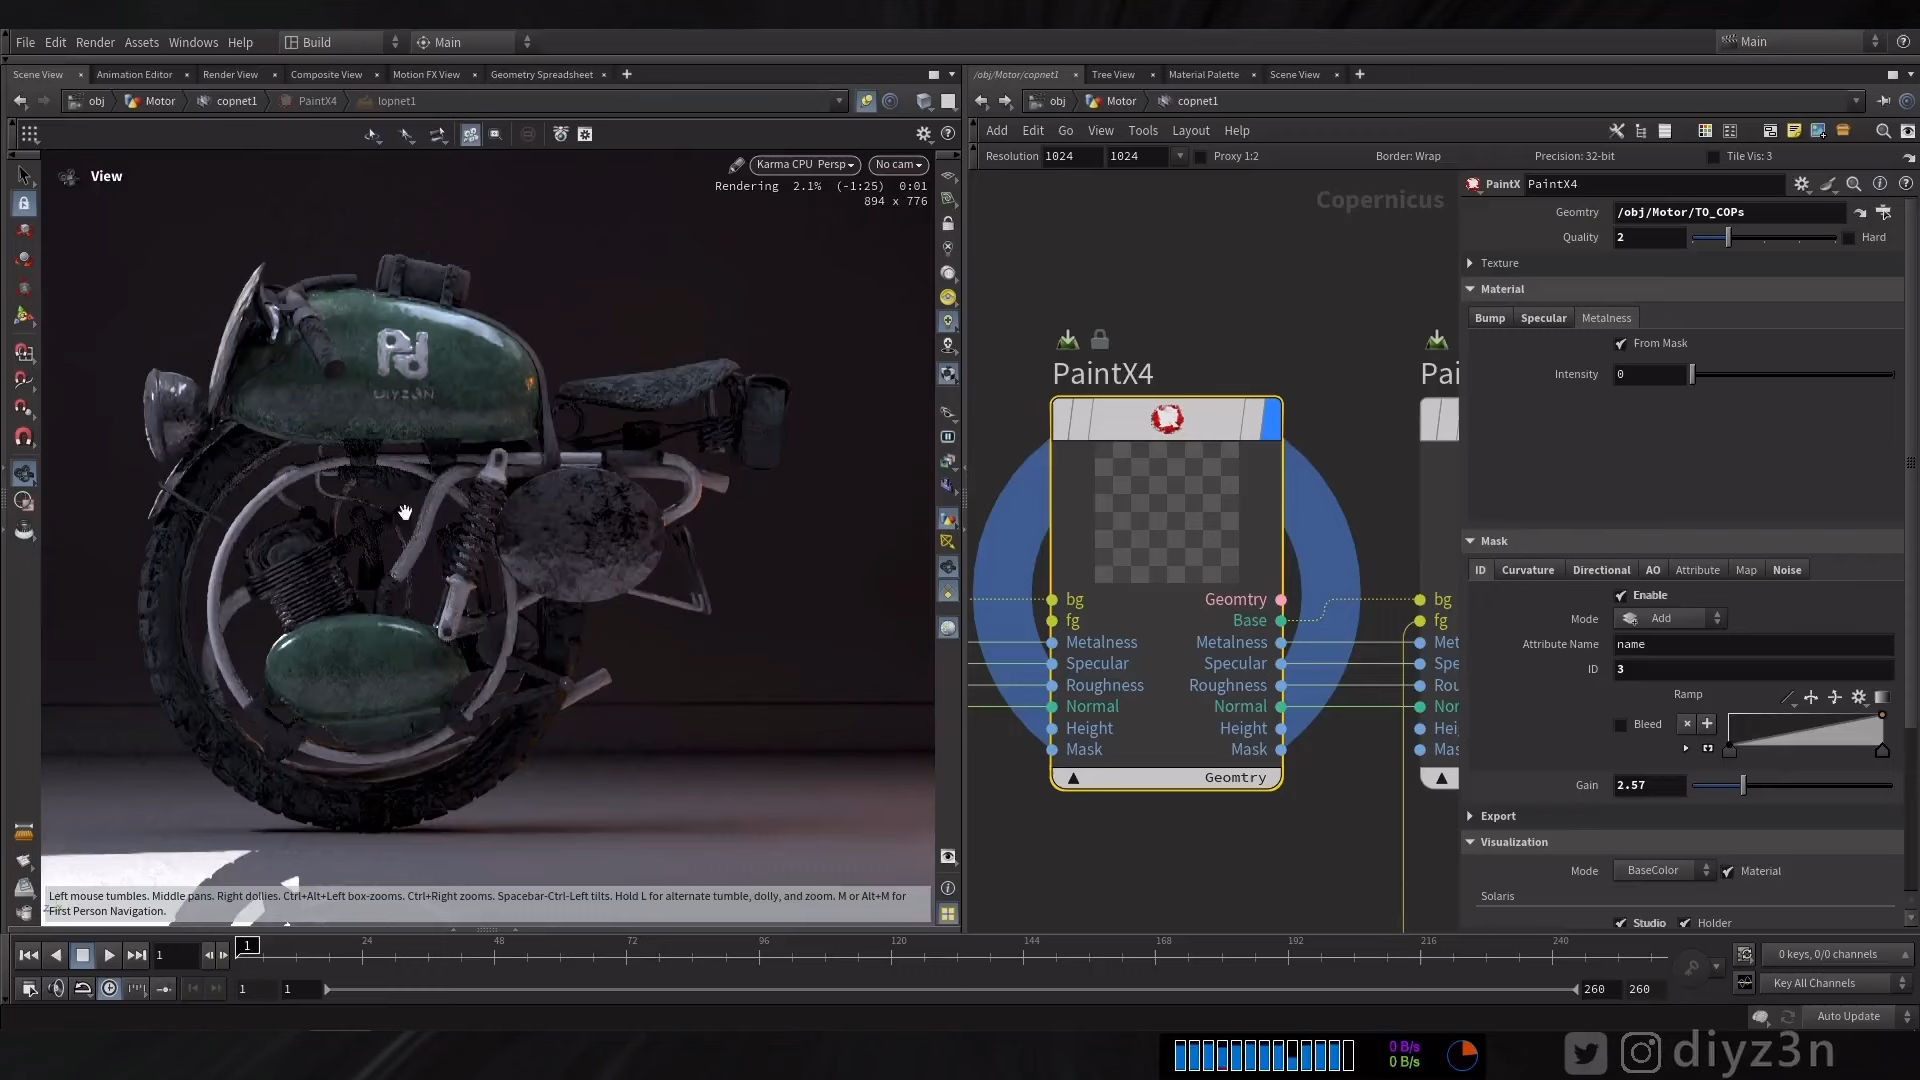 File Edit Render Assets Windows Help Build Main Main
Scene View Animation Editor Render View Composite View Motion FX View Geometry Spreadsheet
/obj/Motor/copnet1 Tree View Material Palette Scene View
obj Motor copnet1 PaintX4 lopnet1
obj Motor copnet1
Add Edit Go View Tools Layout Help
Resolution 1024 1024 Proxy 1:2 Border: Wrap Precision: 32-bit Tile Vis: 3
View
Karma CPU Persp No cam
Rendering 2.1% (-1:25) 0:01
894 x 776
DIYZ3N
Left mouse tumbles. Middle pans. Right dollies. Ctrl+Alt+Left box-zooms. Ctrl+Right zooms. Spacebar-Ctrl-Left tilts. Hold L for alternate tumble, dolly, and zoom. M or Alt+M for
First Person Navigation.
Copernicus
PaintX4
bg Geomtry
fg Base
Metalness Metalness
Specular Specular
Roughness Roughness
Normal Normal
Height Height
Mask Mask
Geomtry
Pai
bg
fg
Met
Spe
Rou
Nor
Hei
Mas
PaintX PaintX4
Geomtry /obj/Motor/TO_COPs
Quality 2 Hard
Texture
Material
Bump Specular Metalness
From Mask
Intensity 0
Mask
ID Curvature Directional AO Attribute Map Noise
Enable
Mode Add
Attribute Name name
ID 3
Ramp
Bleed
Gain 2.57
Export
Visualization
Mode BaseColor Material
Solaris
Studio Holder
1 1 24 48 72 96 120 144 168 192 216 240
0 keys, 0/0 channels
1 1 260 260
Key All Channels
Auto Update
0 B/s
0 B/s
diyz3n